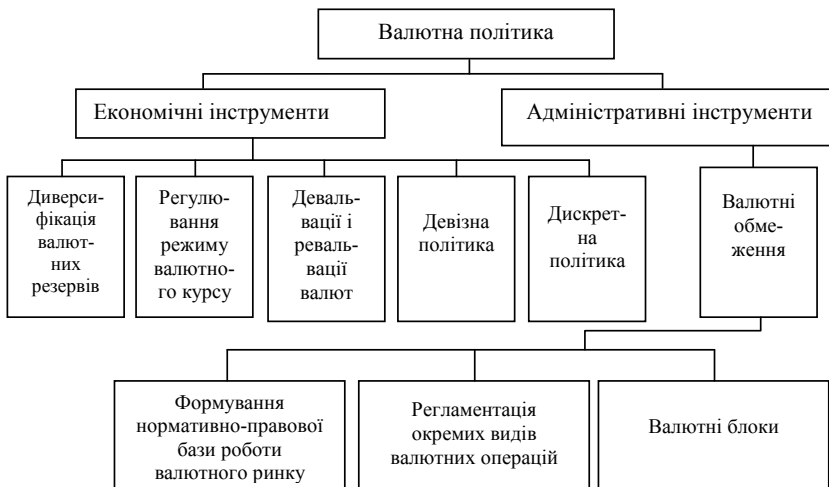 Валютна політика
Економічні інструменти
Адміністративні інструменти
Диверси-
фікація
валют-
них
резервів
Регулю-
вання
режиму
валютно-
го курсу
Деваль-
вації і
реваль-
вації
валют
Девізна
політика
Дискрет-
на
політика
Валютні
обме-
ження
Формування
нормативно-правової
бази роботи
валютного ринку
Регламентація
окремих видів
валютних операцій
Валютні блоки